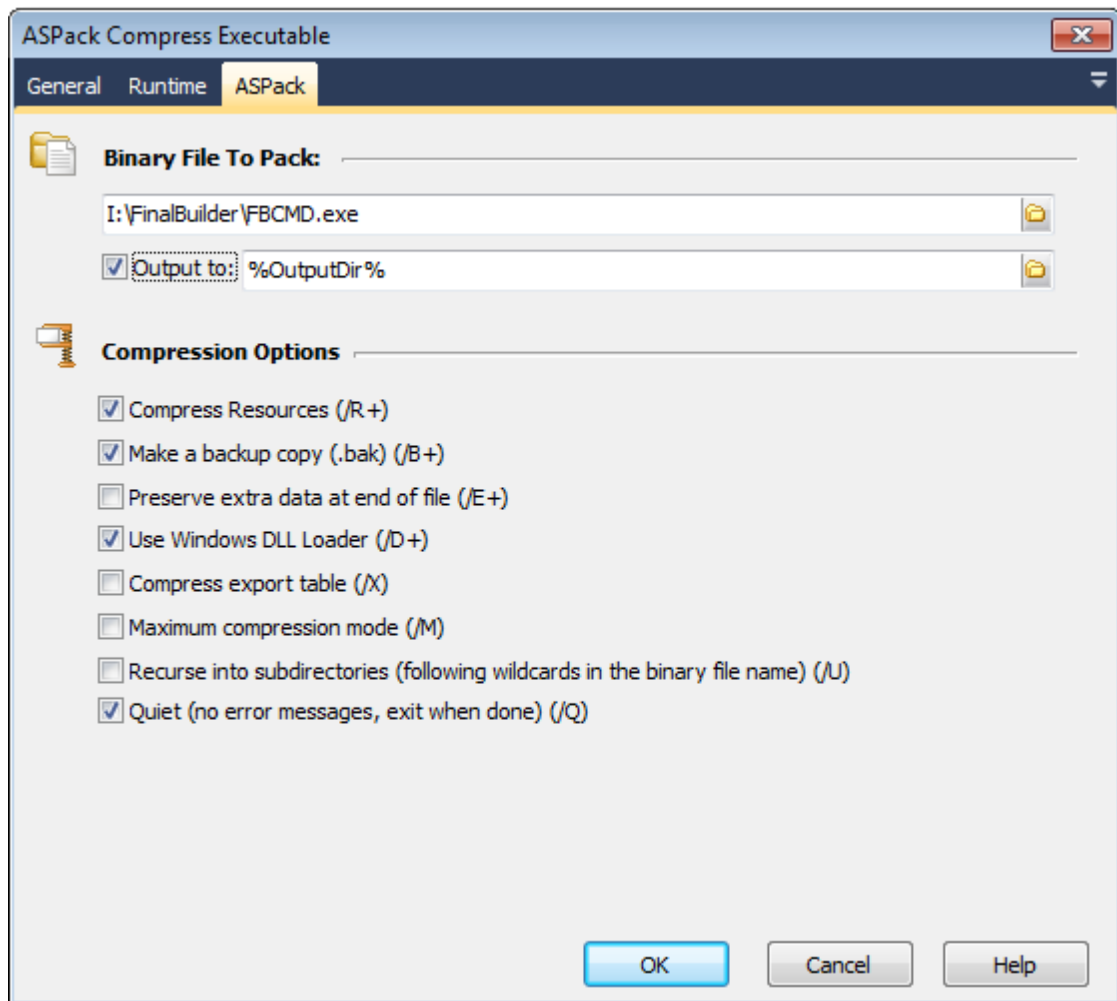 ASPack Compress Executable
General Runtime ASPack
Binary File To Pack:
I:\FinalBuilder\FBCMD.exe
Output to: %OutputDir%
Compression Options
Compress Resources (/R+)
Make a backup copy (.bak) (/B+)
Preserve extra data at end of file (/E+)
Use Windows DLL Loader (/D+)
Compress export table (/X)
Maximum compression mode (/M)
Recurse into subdirectories (following wildcards in the binary file name) (/U)
Quiet (no error messages, exit when done) (/Q)
OK Cancel Help